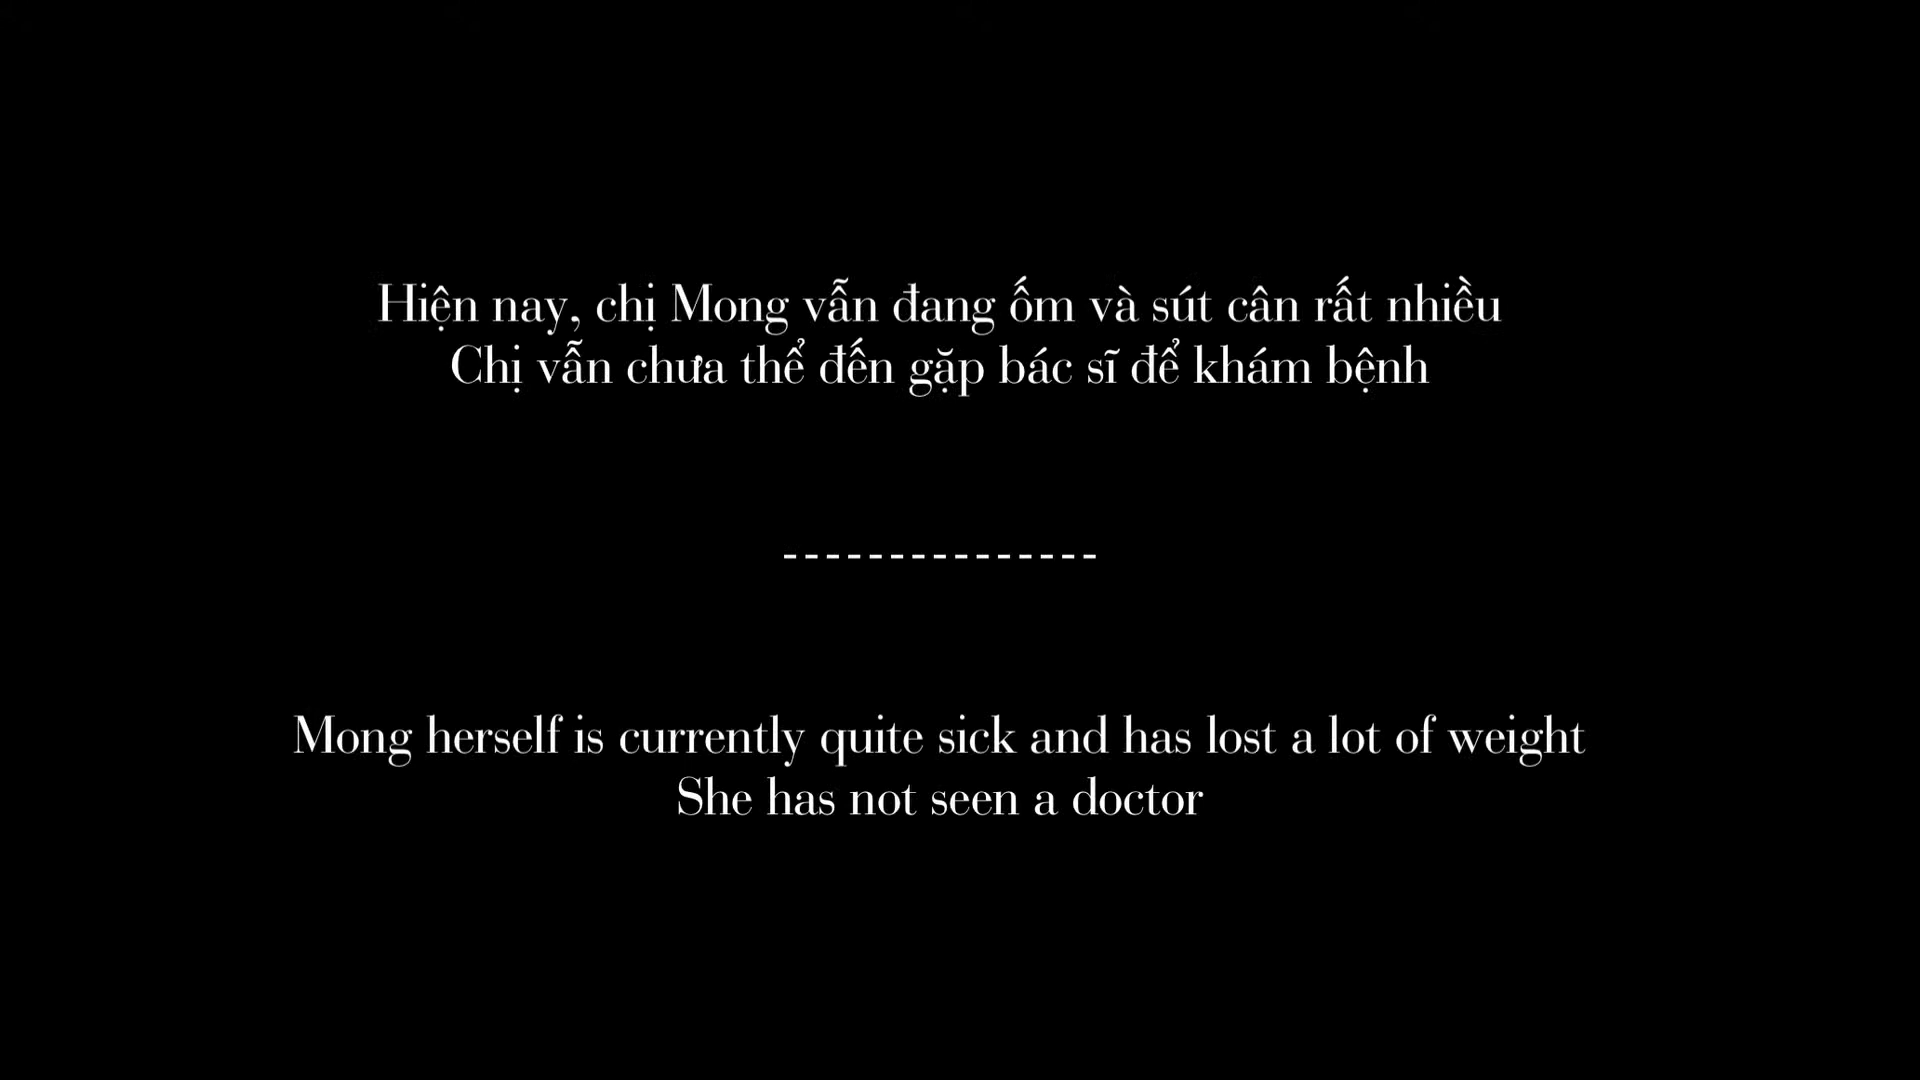 Hiện nay, chị Mong vẫn đang ốm và sút cân rất nhiều
Chị vẫn chưa thể đến gặp bác sĩ để khám bệnh
---------------
Mong herself is currently quite sick and has lost a lot of weight
She has not seen a doctor